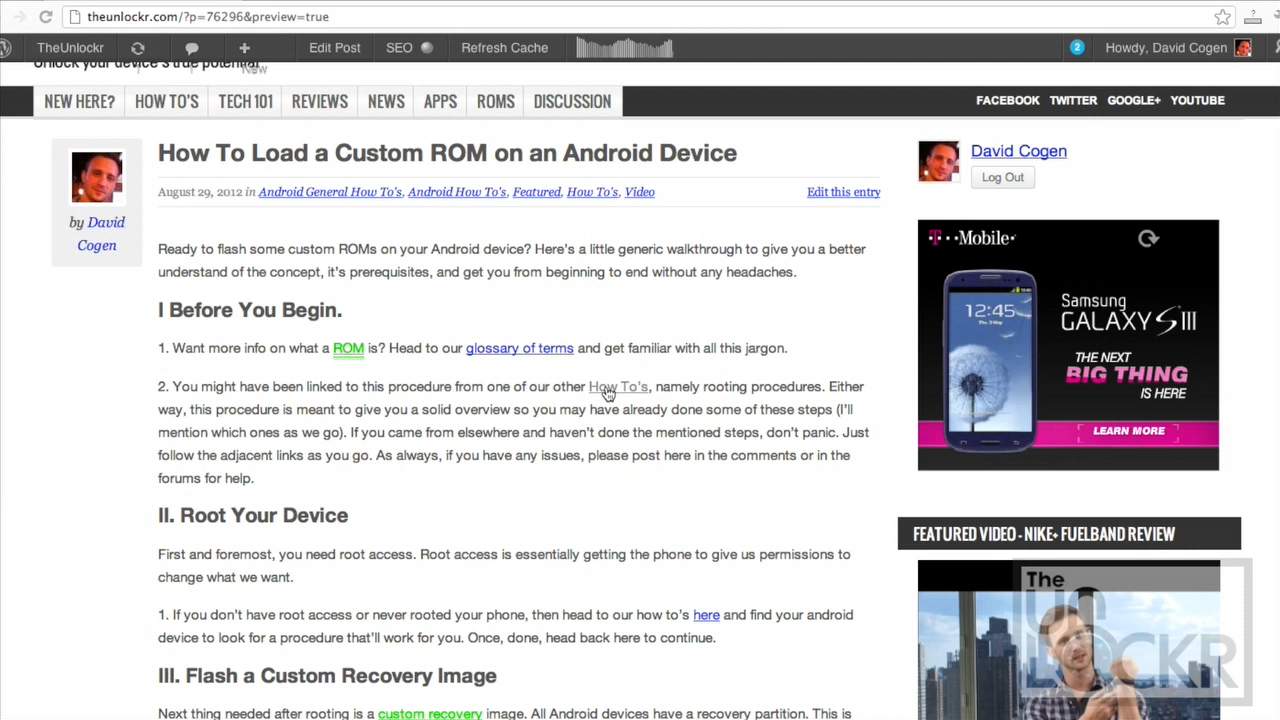 theunlockr.com/?p=76296&preview=true
TheUnlockr
Edit Post
SEO
Refresh Cache
2
Howdy, David Cogen
Unlock your device's true potential
New
NEW HERE?
HOW TO'S
TECH 101
REVIEWS
NEWS
APPS
ROMS
DISCUSSION
FACEBOOK
TWITTER
GOOGLE+
YOUTUBE
by David
Cogen
How To Load a Custom ROM on an Android Device
August 29, 2012 in Android General How To's, Android How To's, Featured, How To's, Video
Edit this entry
Ready to flash some custom ROMs on your Android device? Here's a little generic walkthrough to give you a better
understand of the concept, it's prerequisites, and get you from beginning to end without any headaches.
I Before You Begin.
1. Want more info on what a ROM is? Head to our glossary of terms and get familiar with all this jargon.
2. You might have been linked to this procedure from one of our other How To's, namely rooting procedures. Either
way, this procedure is meant to give you a solid overview so you may have already done some of these steps (I'll
mention which ones as we go). If you came from elsewhere and haven't done the mentioned steps, don't panic. Just
follow the adjacent links as you go. As always, if you have any issues, please post here in the comments or in the
forums for help.
II. Root Your Device
First and foremost, you need root access. Root access is essentially getting the phone to give us permissions to
change what we want.
1. If you don't have root access or never rooted your phone, then head to our how to's here and find your android
device to look for a procedure that'll work for you. Once, done, head back here to continue.
III. Flash a Custom Recovery Image
Next thing needed after rooting is a custom recovery image. All Android devices have a recovery partition. This is
David Cogen
Log Out
T-Mobile
12:45
Samsung
GALAXY SIII
THE NEXT
BIG THING
IS HERE
LEARN MORE
FEATURED VIDEO - NIKE+ FUELBAND REVIEW
The
UN
LOCKR